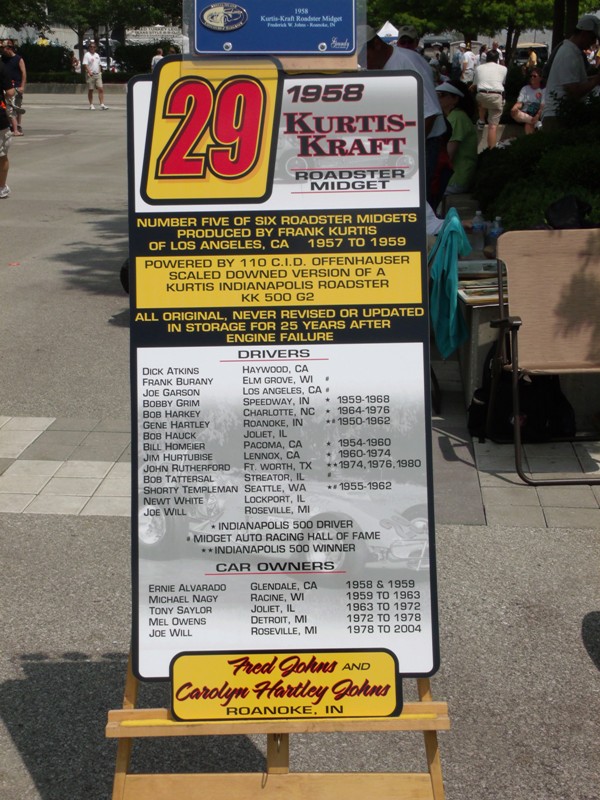 1958
Kurtis-Kraft Roadster Midget
Frederick W. Johns - Roanoke, IN
29
1958
KURTIS-
KRAFT
ROADSTER
MIDGET
NUMBER FIVE OF SIX ROADSTER MIDGETS
PRODUCED BY FRANK KURTIS
OF LOS ANGELES, CA 1957 TO 1959
POWERED BY 110 C.I.D. OFFENHAUSER
SCALED DOWNED VERSION OF A
KURTIS INDIANAPOLIS ROADSTER
KK 500 G2
ALL ORIGINAL, NEVER REVISED OR UPDATED
IN STORAGE FOR 25 YEARS AFTER
ENGINE FAILURE
DRIVERS
DICK ATKINS HAYWOOD, CA
FRANK BURANY ELM GROVE, WI #
JOE GARSON LOS ANGELES, CA #
BOBBY GRIM SPEEDWAY, IN * 1959-1968
BOB HARKEY CHARLOTTE, NC * 1964-1976
GENE HARTLEY ROANOKE, IN *# 1950-1962
BOB HAUCK JOLIET, IL
BILL HOMEIER PACOMA, CA * 1954-1960
JIM HURTUBISE LENNOX, CA * 1960-1974
JOHN RUTHERFORD FT. WORTH, TX **1974,1976,1980
BOB TATTERSAL STREATOR, IL #
SHORTY TEMPLEMAN SEATTLE, WA *# 1955-1962
NEWT WHITE LOCKPORT, IL
JOE WILL ROSEVILLE, MI
* INDIANAPOLIS 500 DRIVER
# MIDGET AUTO RACING HALL OF FAME
** INDIANAPOLIS 500 WINNER
CAR OWNERS
ERNIE ALVARADO GLENDALE, CA 1958 & 1959
MICHAEL NAGY RACINE, WI 1959 TO 1963
TONY SAYLOR JOLIET, IL 1963 TO 1972
MEL OWENS DETROIT, MI 1972 TO 1978
JOE WILL ROSEVILLE, MI 1978 TO 2004
Fred Johns AND
Carolyn Hartley Johns
ROANOKE, IN